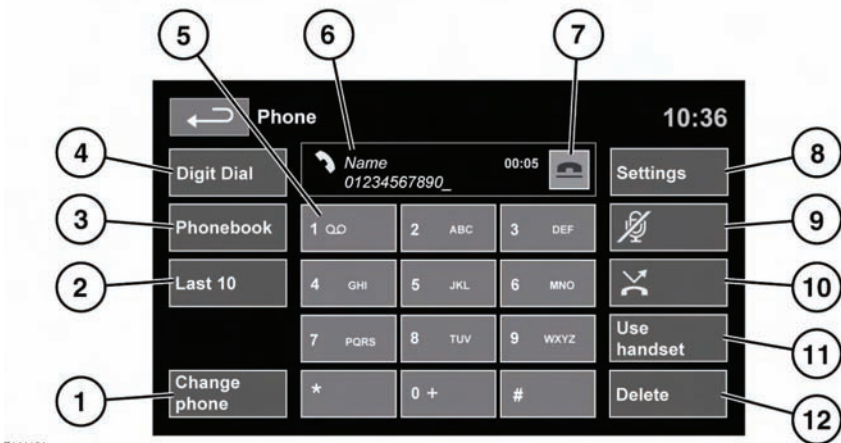 5 6 7
Phone 10:36
4 Digit Dial Name 00:05 Settings 8
01234567890_
3 Phonebook 1 2 ABC 3 DEF 9
2 Last 10 4 GHI 5 JKL 6 MNO 10
7 PQRS 8 TUV 9 WXYZ Use
handset 11
1 Change
phone * 0 + # Delete 12